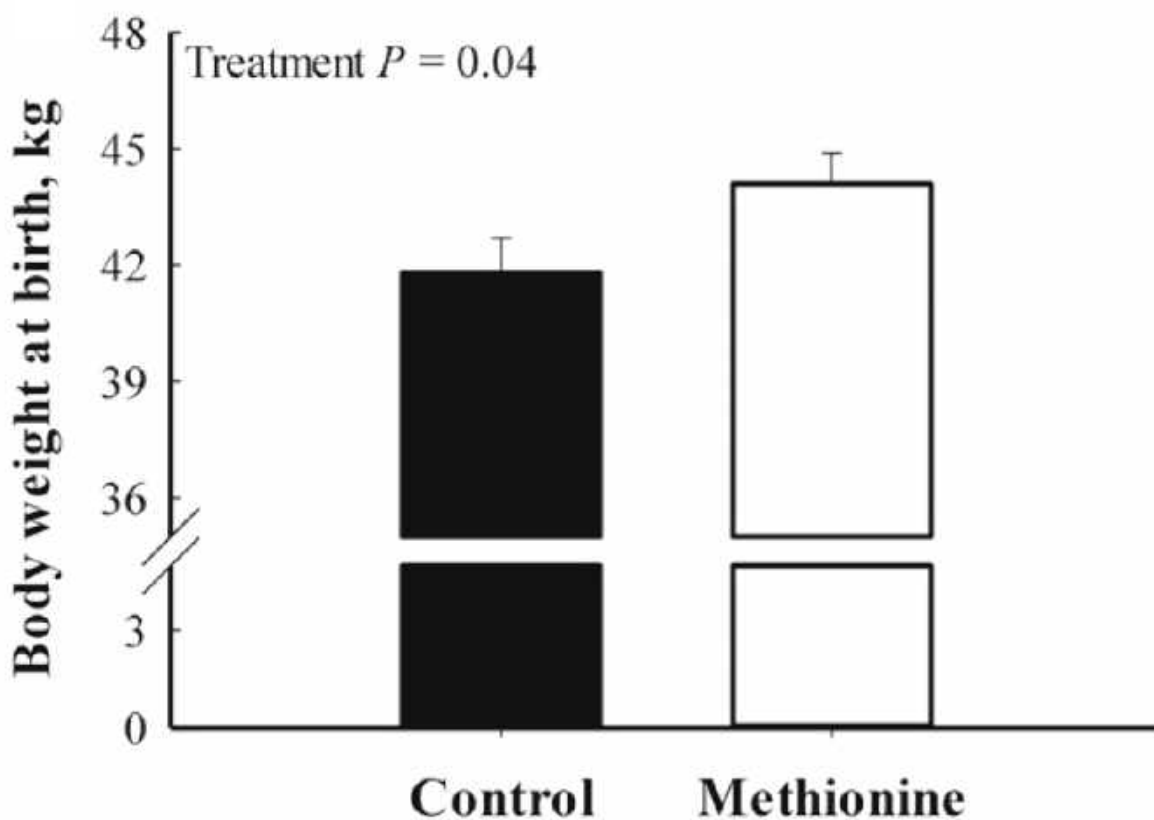 48
Treatment P = 0.04
45
42
39
36
3
0
Body weight at birth, kg
Control
Methionine